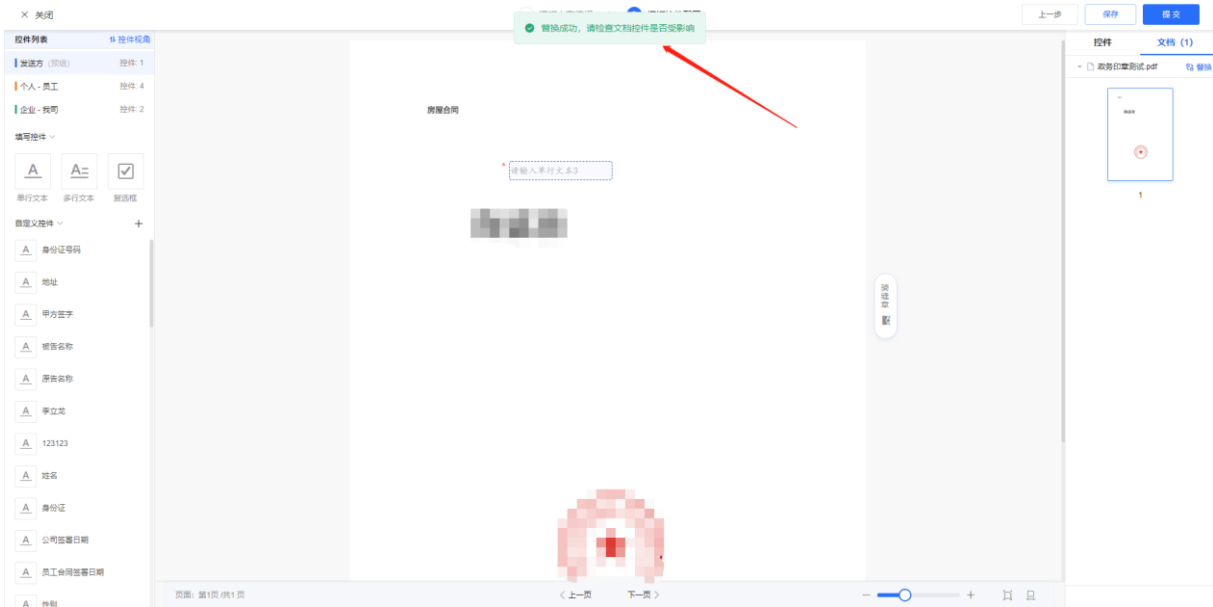 × 关闭
上一步
保存
提交
替换成功，请检查文档控件是否受影响
控件列表
控件视角
发送方 (预填)
控件: 1
个人 - 员工
控件: 4
企业 - 我司
控件: 2
填写控件
单行文本
多行文本
复选框
自定义控件
+
A 身份证号码
A 地址
A 甲方签字
A 被告名称
A 原告名称
A 李立龙
A 123123
A 姓名
A 身份证
A 公司签署日期
A 员工合同签署日期
A 性别
房屋合同
* 请输入单行文本3
骑缝章
页面: 第1页 /共1 页
< 上一页
下一页 >
控件
文档 (1)
政务印章测试.pdf
替换
1